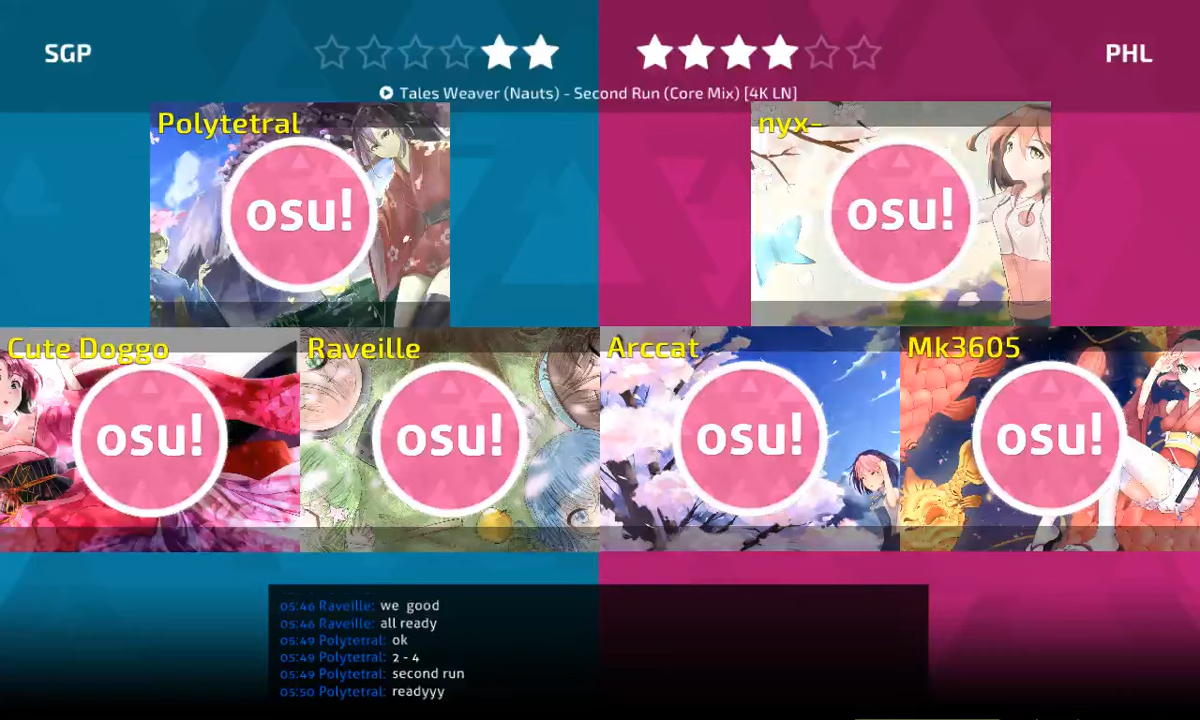 SGP
PHL
Tales Weaver (Nauts) - Second Run (Core Mix) [4K LN]
Polytetral
osu!
nyx-
osu!
Cute Doggo
osu!
Raveille
osu!
Arccat
osu!
Mk3605
osu!
05:46 Raveille: we good
05:46 Raveille: all ready
05:49 Polytetral: ok
05:49 Polytetral: 2 - 4
05:49 Polytetral: second run
05:50 Polytetral: readyyy